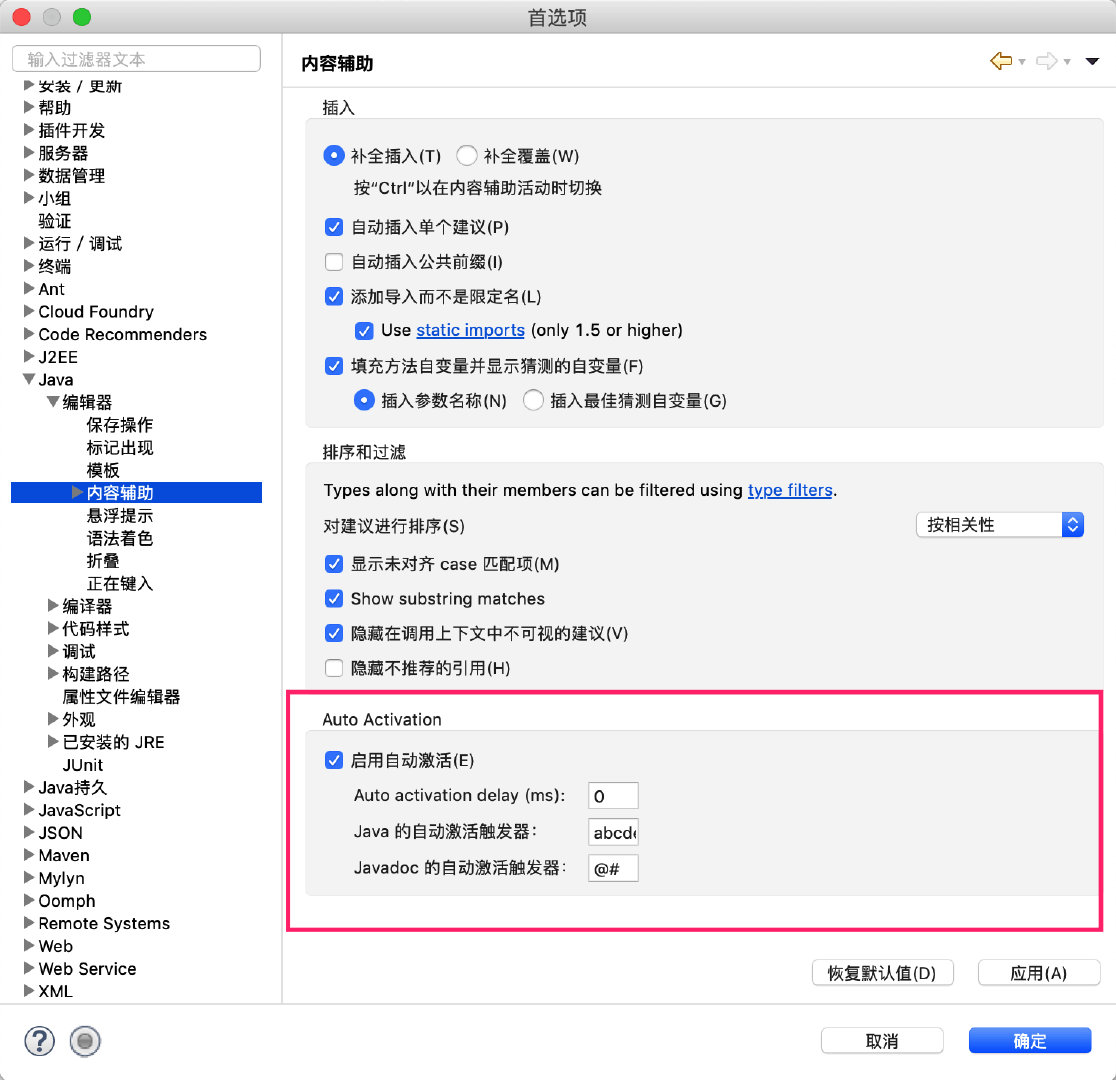 首选项
输入过滤器文本
安装 / 更新
帮助
插件开发
服务器
数据管理
小组
验证
运行 / 调试
终端
Ant
Cloud Foundry
Code Recommenders
J2EE
Java
编辑器
保存操作
标记出现
模板
内容辅助
悬浮提示
语法着色
折叠
正在键入
编译器
代码样式
调试
构建路径
属性文件编辑器
外观
已安装的 JRE
JUnit
Java持久
JavaScript
JSON
Maven
Mylyn
Oomph
Remote Systems
Web
Web Service
XML
内容辅助
插入
补全插入(T) 补全覆盖(W)
按“Ctrl”以在内容辅助活动时切换
自动插入单个建议(P)
自动插入公共前缀(I)
添加导入而不是限定名(L)
Use static imports (only 1.5 or higher)
填充方法自变量并显示猜测的自变量(F)
插入参数名称(N) 插入最佳猜测自变量(G)
排序和过滤
Types along with their members can be filtered using type filters.
对建议进行排序(S) 按相关性
显示未对齐 case 匹配项(M)
Show substring matches
隐藏在调用上下文中不可视的建议(V)
隐藏不推荐的引用(H)
Auto Activation
启用自动激活(E)
Auto activation delay (ms): 0
Java 的自动激活触发器: abcd
Javadoc 的自动激活触发器: @#
恢复默认值(D) 应用(A)
? 取消 确定